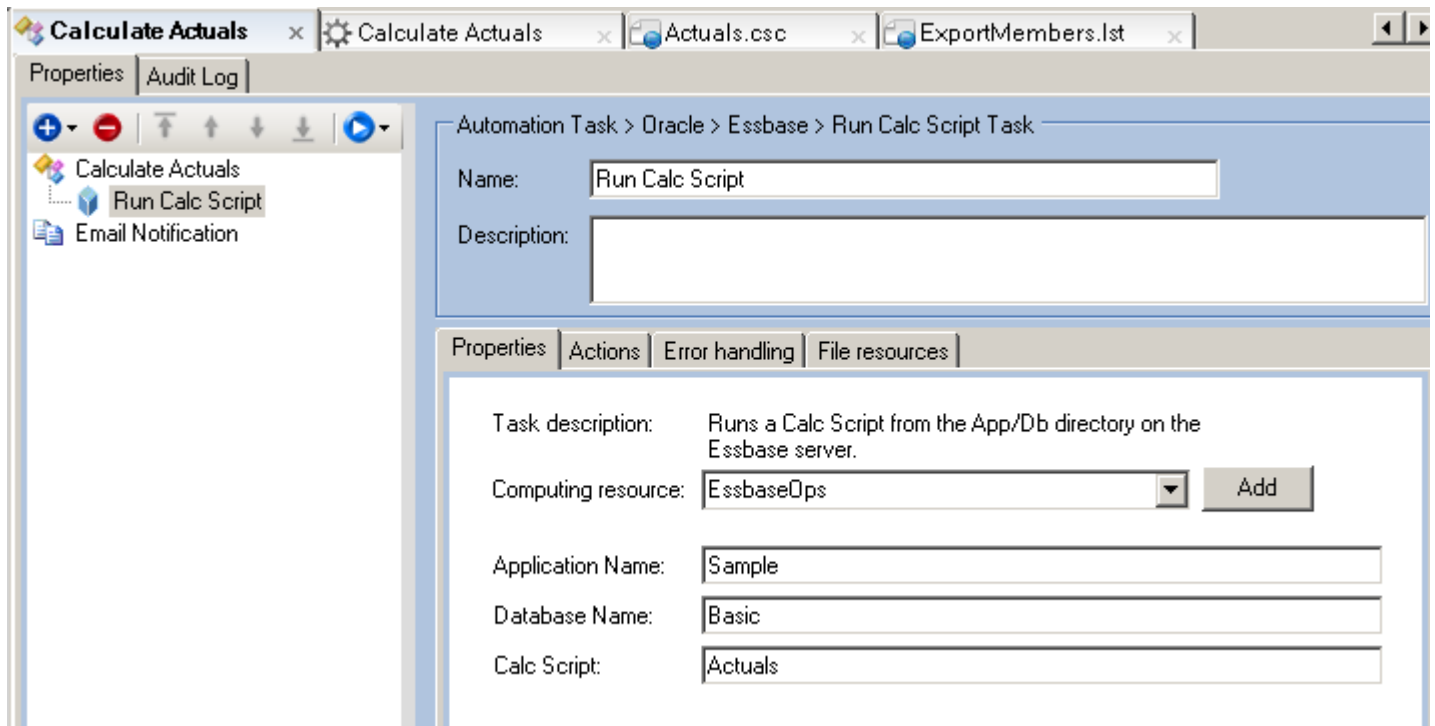 Calculate Actuals Calculate Actuals Actuals.csc ExportMembers.lst
Properties Audit Log
Calculate Actuals
Run Calc Script
Email Notification
Automation Task > Oracle > Essbase > Run Calc Script Task
Name: Run Calc Script
Description:
Properties Actions Error handling File resources
Task description: Runs a Calc Script from the App/Db directory on the
Essbase server.
Computing resource: EssbaseOps Add
Application Name: Sample
Database Name: Basic
Calc Script: Actuals